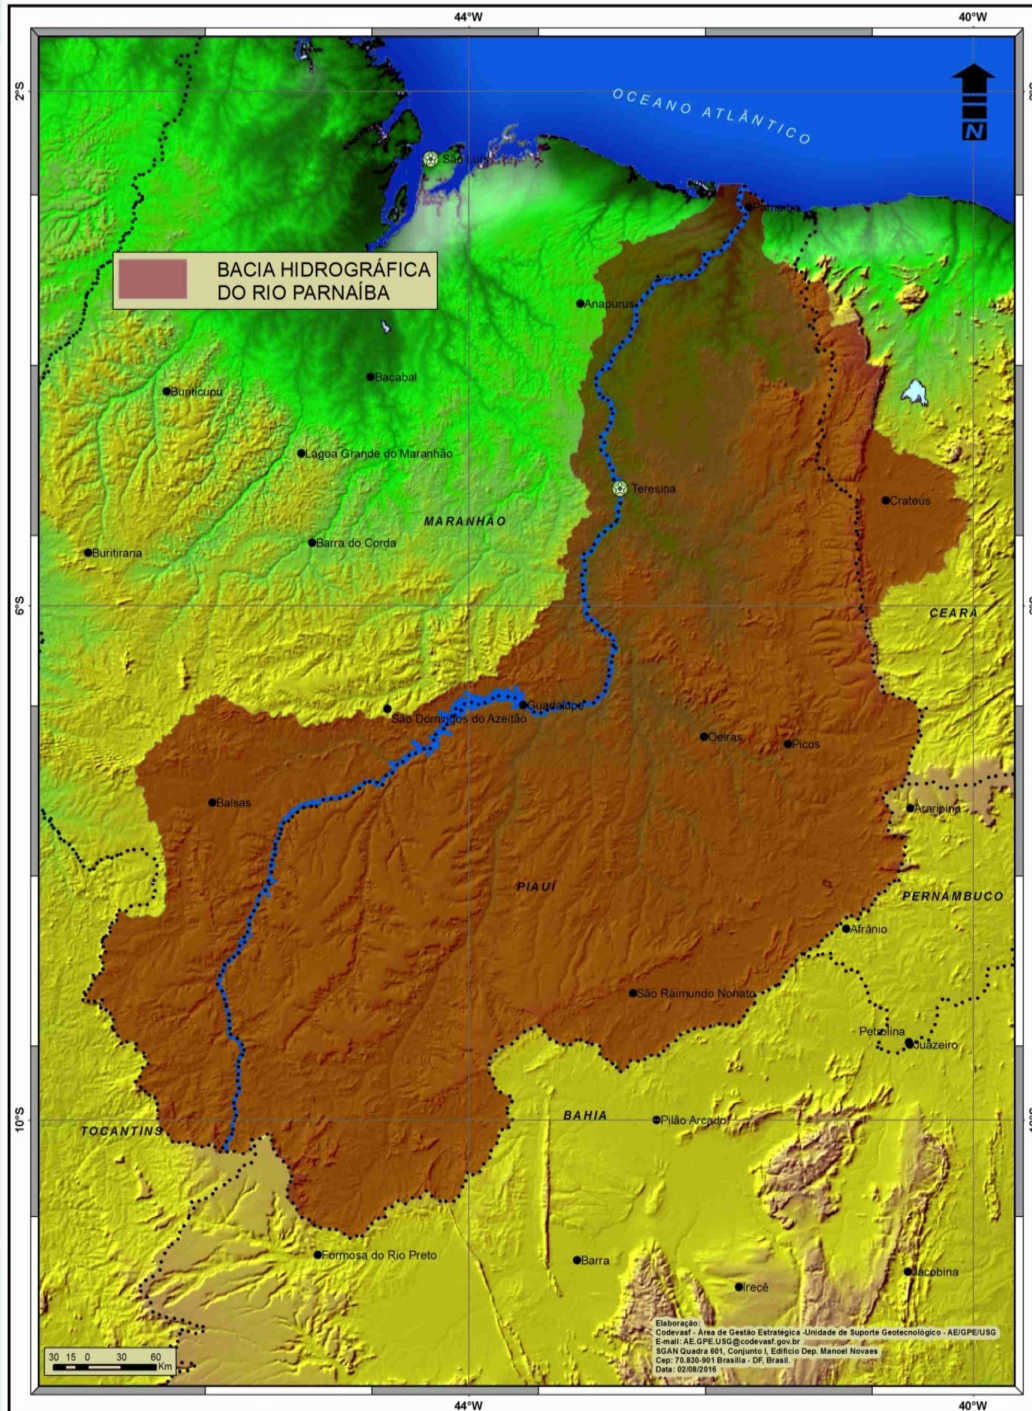 44°W
40°W
2°S
OCEANO ATLÂNTICO
N
São Luís
Parnaíba
BACIA HIDROGRÁFICA
DO RIO PARNAÍBA
Anapurus
Bacabal
Buriticupu
Lagoa Grande do Maranhão
Teresina
Crateús
MARANHÃO
Barra do Corda
Buritirana
6°S
CEARÁ
Guadalupe
São Domingos do Azeitão
Oeiras
Picos
Balsas
Araripina
PIAUÍ
PERNAMBUCO
Afrânio
São Raimundo Nonato
Petrolina
Juazeiro
10°S
BAHIA
Pilão Arcado
TOCANTINS
Formosa do Rio Preto
Barra
Irecê
Jacobina
Elaboração:
Codevasf - Área de Gestão Estratégica -Unidade de Suporte Geotecnológico - AE/GPE/USG
E-mail: AE.GPE.USG@codevasf.gov.br
SGAN Quadra 601, Conjunto I, Edifício Dep. Manoel Novaes
Cep: 70.830-901 Brasília - DF, Brasil.
Data: 02/08/2016
30 15 0 30 60
Km
44°W
40°W